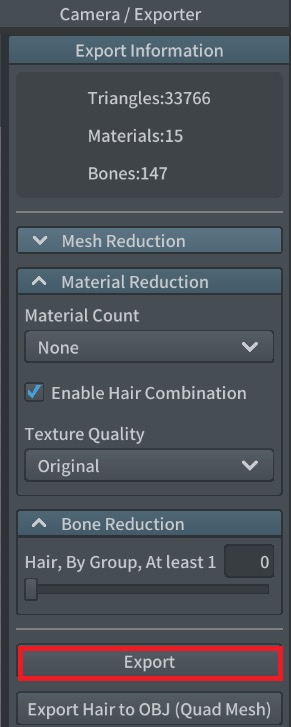 Camera / Exporter
Export Information
Triangles:33766
Materials:15
Bones:147
Mesh Reduction
Material Reduction
Material Count
None
Enable Hair Combination
Texture Quality
Original
Bone Reduction
Hair, By Group, At least 1 0
Export
Export Hair to OBJ (Quad Mesh)